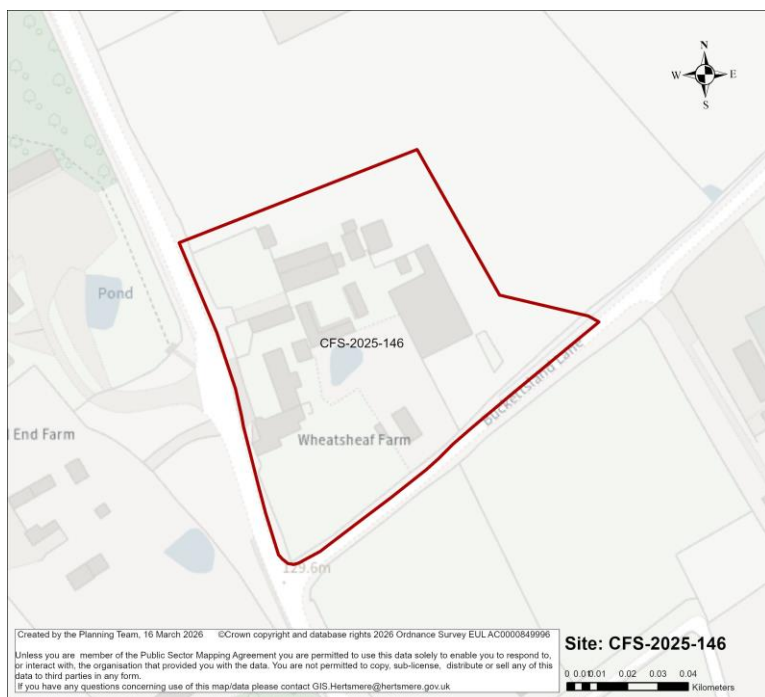 N
W E
S
Pond
CFS-2025-146
Buckettsland Lane
d End Farm
Wheatsheaf Farm
129.6m
Created by the Planning Team, 16 March 2026 ©Crown copyright and database rights 2026 Ordnance Survey EUL AC0000849996
Unless you are member of the Public Sector Mapping Agreement you are permitted to use this data solely to enable you to respond to,
or interact with, the organisation that provided you with the data. You are not permitted to copy, sub-license, distribute or sell any of this
data to third parties in any form.
If you have any questions concerning use of this map/data please contact GIS.Hertsmere@hertsmere.gov.uk
Site: CFS-2025-146
0 0.01 0.01 0.02 0.03 0.04
Kilometers